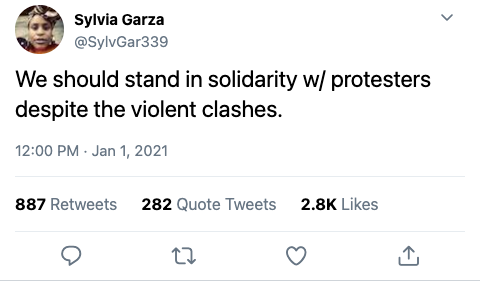 Sylvia Garza
@SylvGar339
We should stand in solidarity w/ protesters
despite the violent clashes.
12:00 PM · Jan 1, 2021
887 Retweets 282 Quote Tweets 2.8K Likes